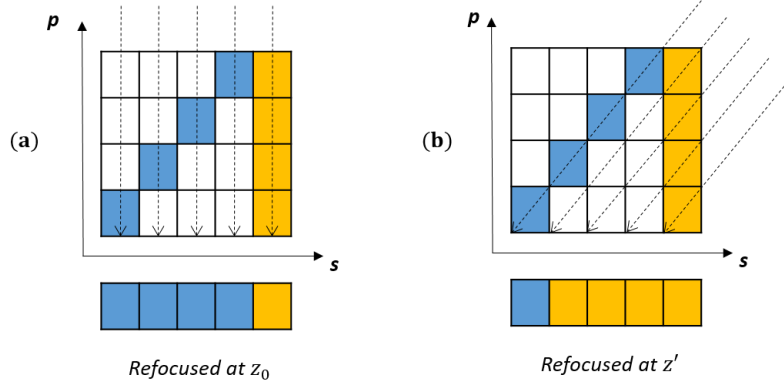 p
(a)
s
Refocused at z₀
p
(b)
s
Refocused at z′